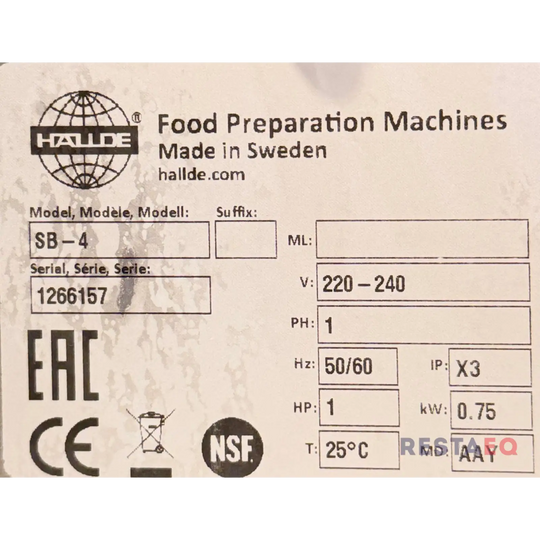 HALLDE ®
Food Preparation Machines
Made in Sweden
hallde.com
Model, Modèle, Modell: Suffix:
SB – 4
Serial, Série, Serie:
1266157
ML:
V: 220 – 240
PH: 1
Hz: 50/60 IP: X3
HP: 1 kW: 0.75
T: 25°C MD: AAY
EAC
CE
NSF.
RESTAEQ